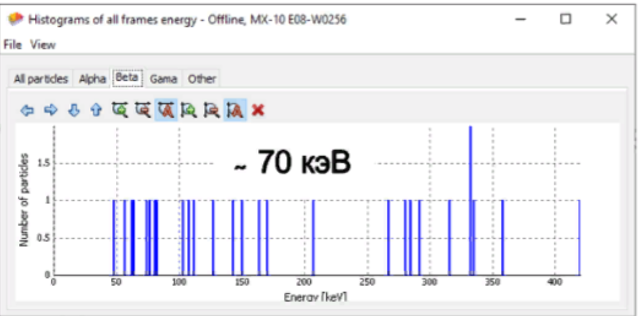 Histograms of all frames energy - Offline, MX-10 E08-W0256
File View
All particles Alpha Beta Gama Other
~ 70 кэВ
Number of particles
1.5
1
0.5
0
0 50 100 150 200 250 300 350 400
Energy [keV]